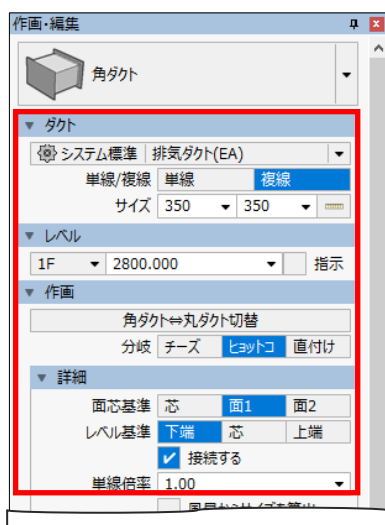 作画・編集
角ダクト
ダクト
システム標準 排気ダクト(EA)
単線/複線 単線 複線
サイズ 350 350
レベル
1F 2800.000 指示
作画
角ダクト⇔丸ダクト切替
分岐 チーズ ヒョットコ 直付け
詳細
面芯基準 芯 面1 面2
レベル基準 下端 芯 上端
接続する
単線倍率 1.00